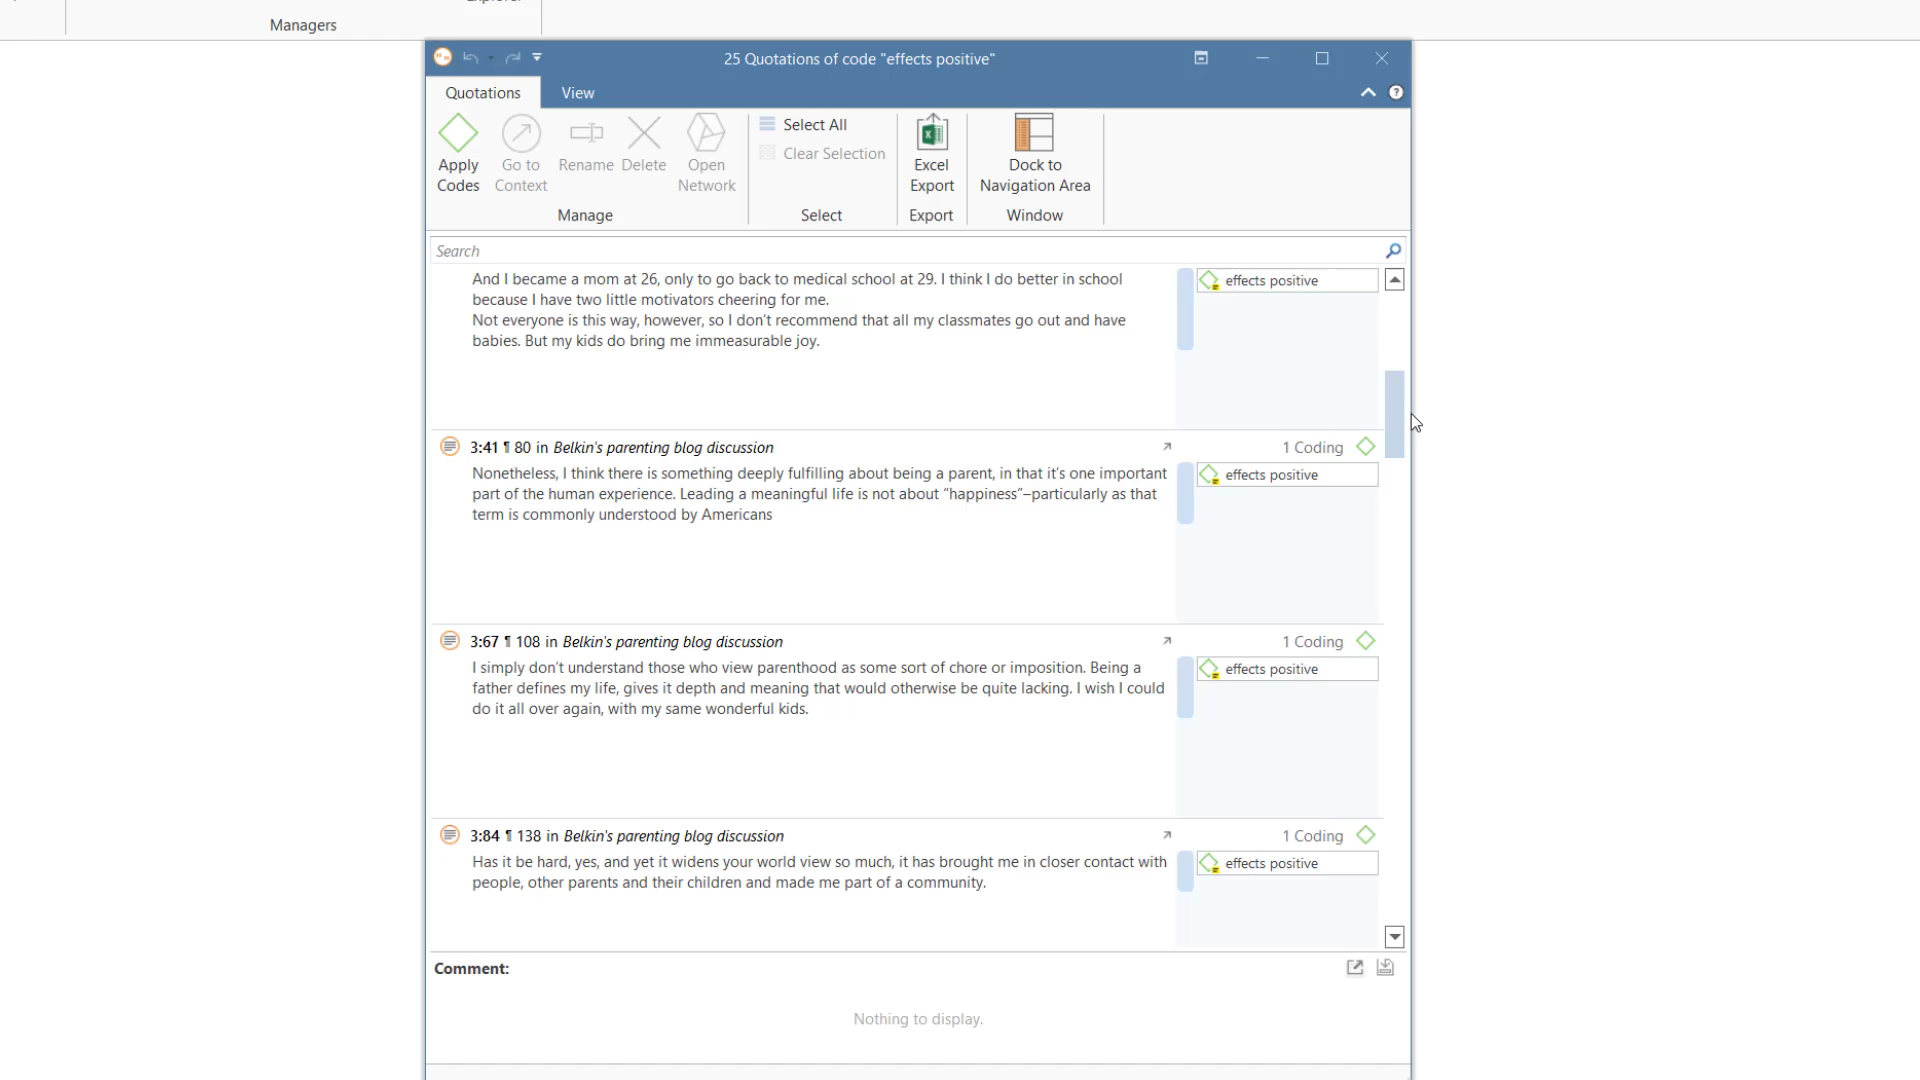 Managers
25 Quotations of code "effects positive"
Quotations
View
Apply Codes
Go to Context
Rename
Delete
Open Network
Select All
Clear Selection
Excel Export
Dock to Navigation Area
Manage
Select
Export
Window
Search
And I became a mom at 26, only to go back to medical school at 29. I think I do better in school
because I have two little motivators cheering for me.
Not everyone is this way, however, so I don't recommend that all my classmates go out and have
babies. But my kids do bring me immeasurable joy.
effects positive
3:41 ¶ 80 in Belkin's parenting blog discussion
1 Coding
Nonetheless, I think there is something deeply fulfilling about being a parent, in that it's one important
part of the human experience. Leading a meaningful life is not about “happiness”–particularly as that
term is commonly understood by Americans
effects positive
3:67 ¶ 108 in Belkin's parenting blog discussion
1 Coding
I simply don't understand those who view parenthood as some sort of chore or imposition. Being a
father defines my life, gives it depth and meaning that would otherwise be quite lacking. I wish I could
do it all over again, with my same wonderful kids.
effects positive
3:84 ¶ 138 in Belkin's parenting blog discussion
1 Coding
Has it be hard, yes, and yet it widens your world view so much, it has brought me in closer contact with
people, other parents and their children and made me part of a community.
effects positive
Comment:
Nothing to display.